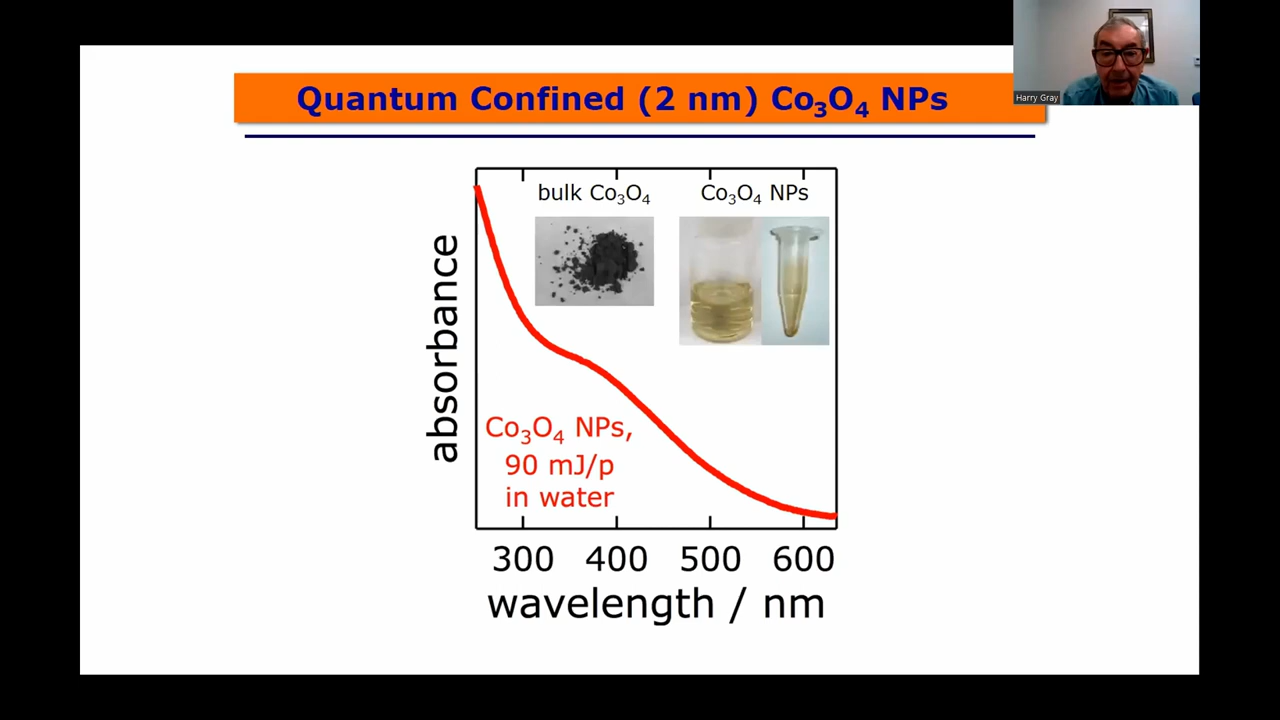 Quantum Confined (2 nm) Co₃O₄ NPs
Harry Gray
bulk Co₃O₄
Co₃O₄ NPs
absorbance
Co₃O₄ NPs,
90 mJ/p
in water
300 400 500 600
wavelength / nm